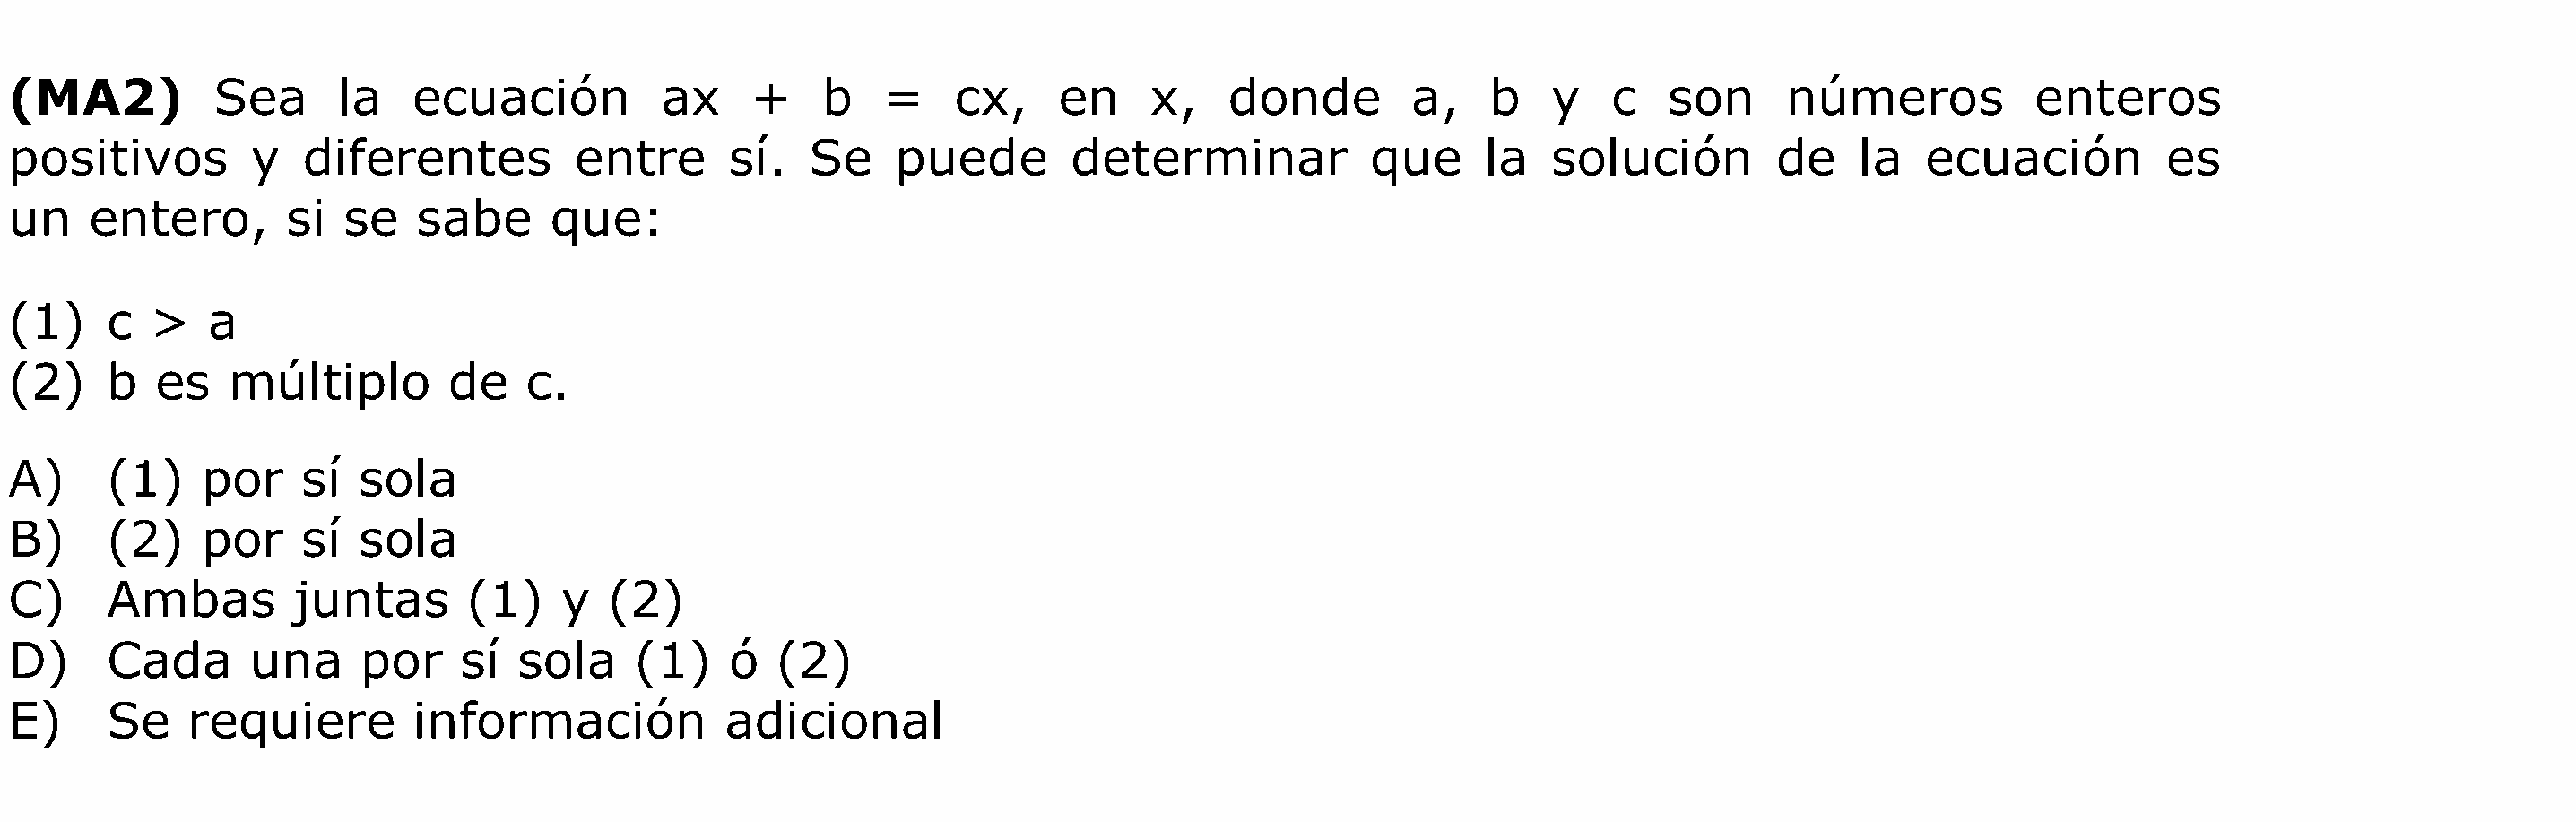 (MA2) Sea la ecuación ax + b = cx, en x, donde a, b y c son números enteros
positivos y diferentes entre sí. Se puede determinar que la solución de la ecuación es
un entero, si se sabe que:
(1) c > a
(2) b es múltiplo de c.
A) (1) por sí sola
B) (2) por sí sola
C) Ambas juntas (1) y (2)
D) Cada una por sí sola (1) ó (2)
E) Se requiere información adicional